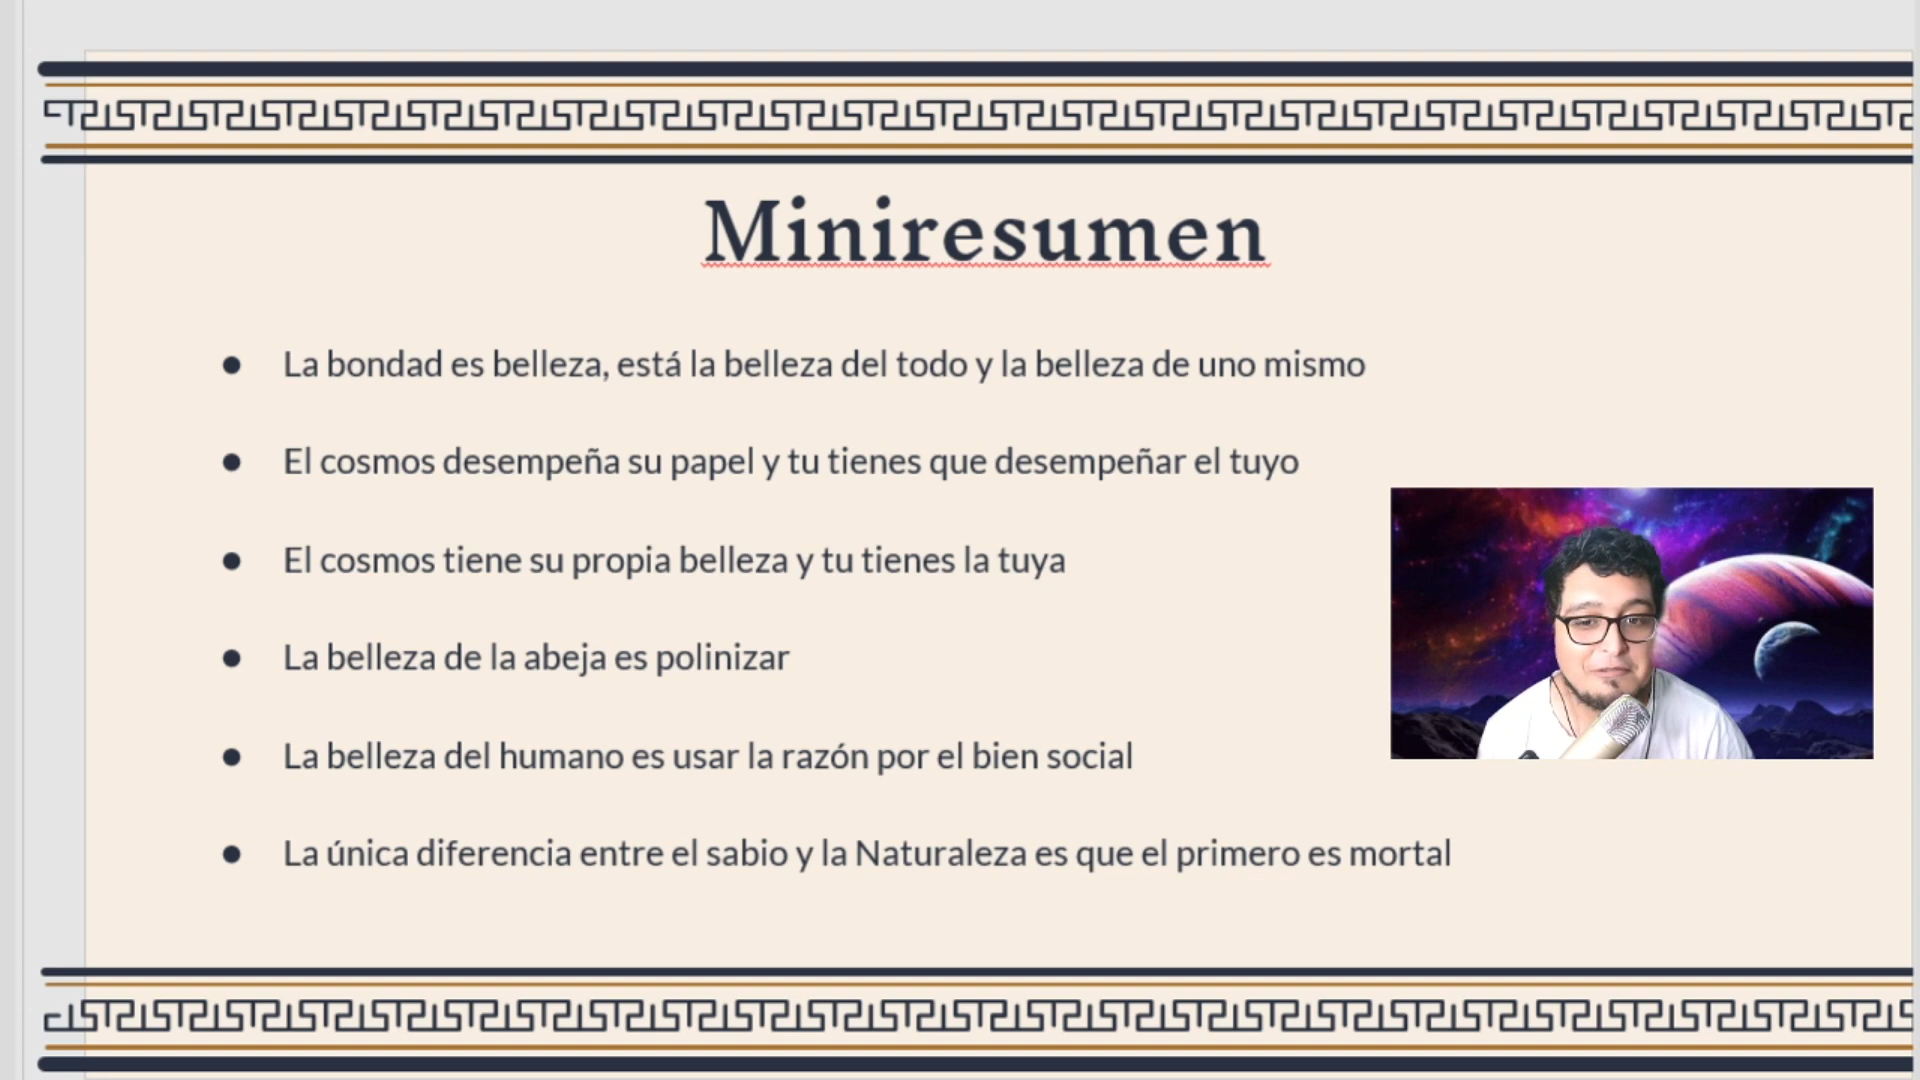 Miniresumen
La bondad es belleza, está la belleza del todo y la belleza de uno mismo
El cosmos desempeña su papel y tu tienes que desempeñar el tuyo
El cosmos tiene su propia belleza y tu tienes la tuya
La belleza de la abeja es polinizar
La belleza del humano es usar la razón por el bien social
La única diferencia entre el sabio y la Naturaleza es que el primero es mortal